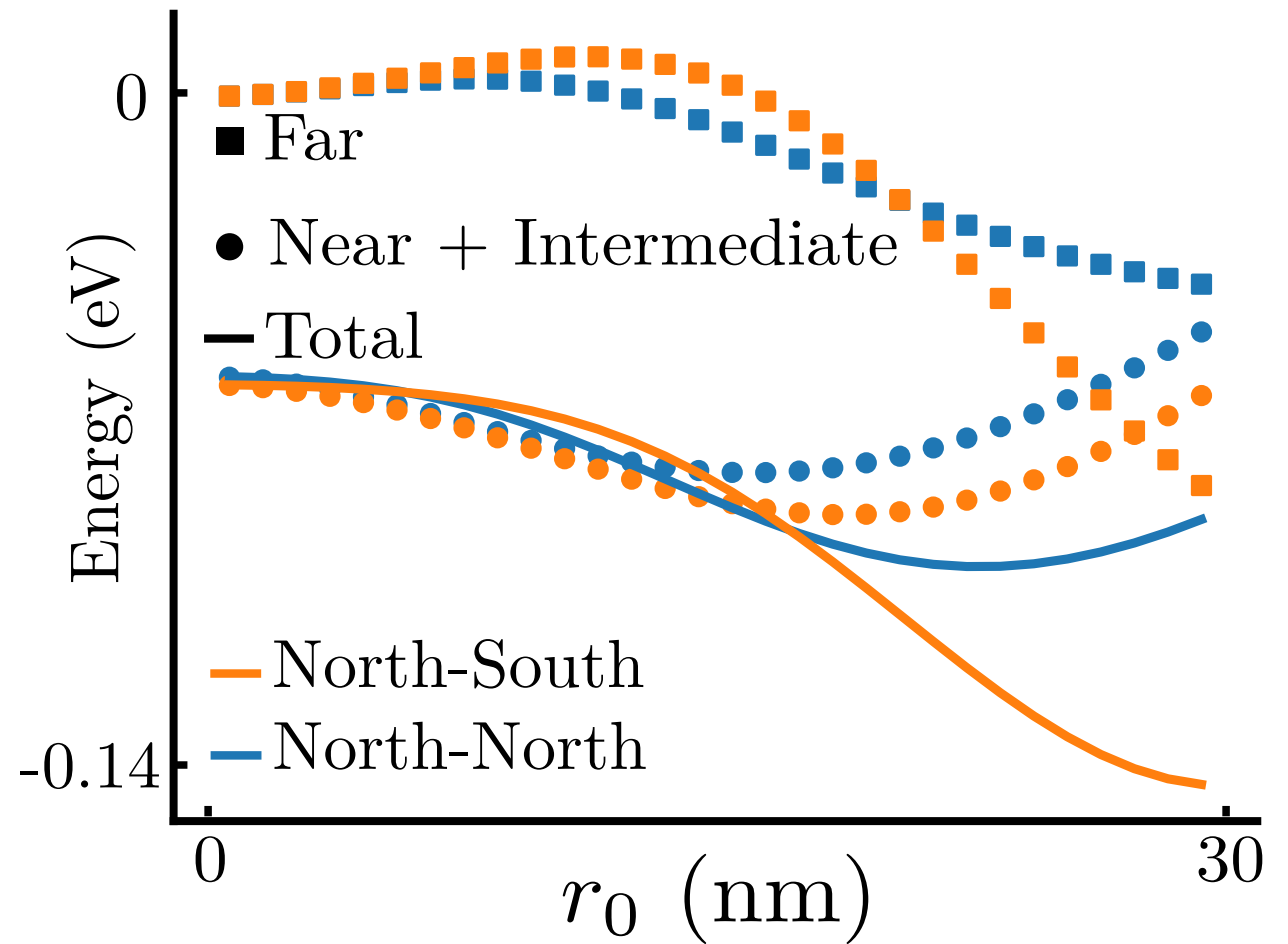 0
Far
Near + Intermediate
Total
Energy (eV)
North-South
North-North
-0.14
0
30
r₀ (nm)